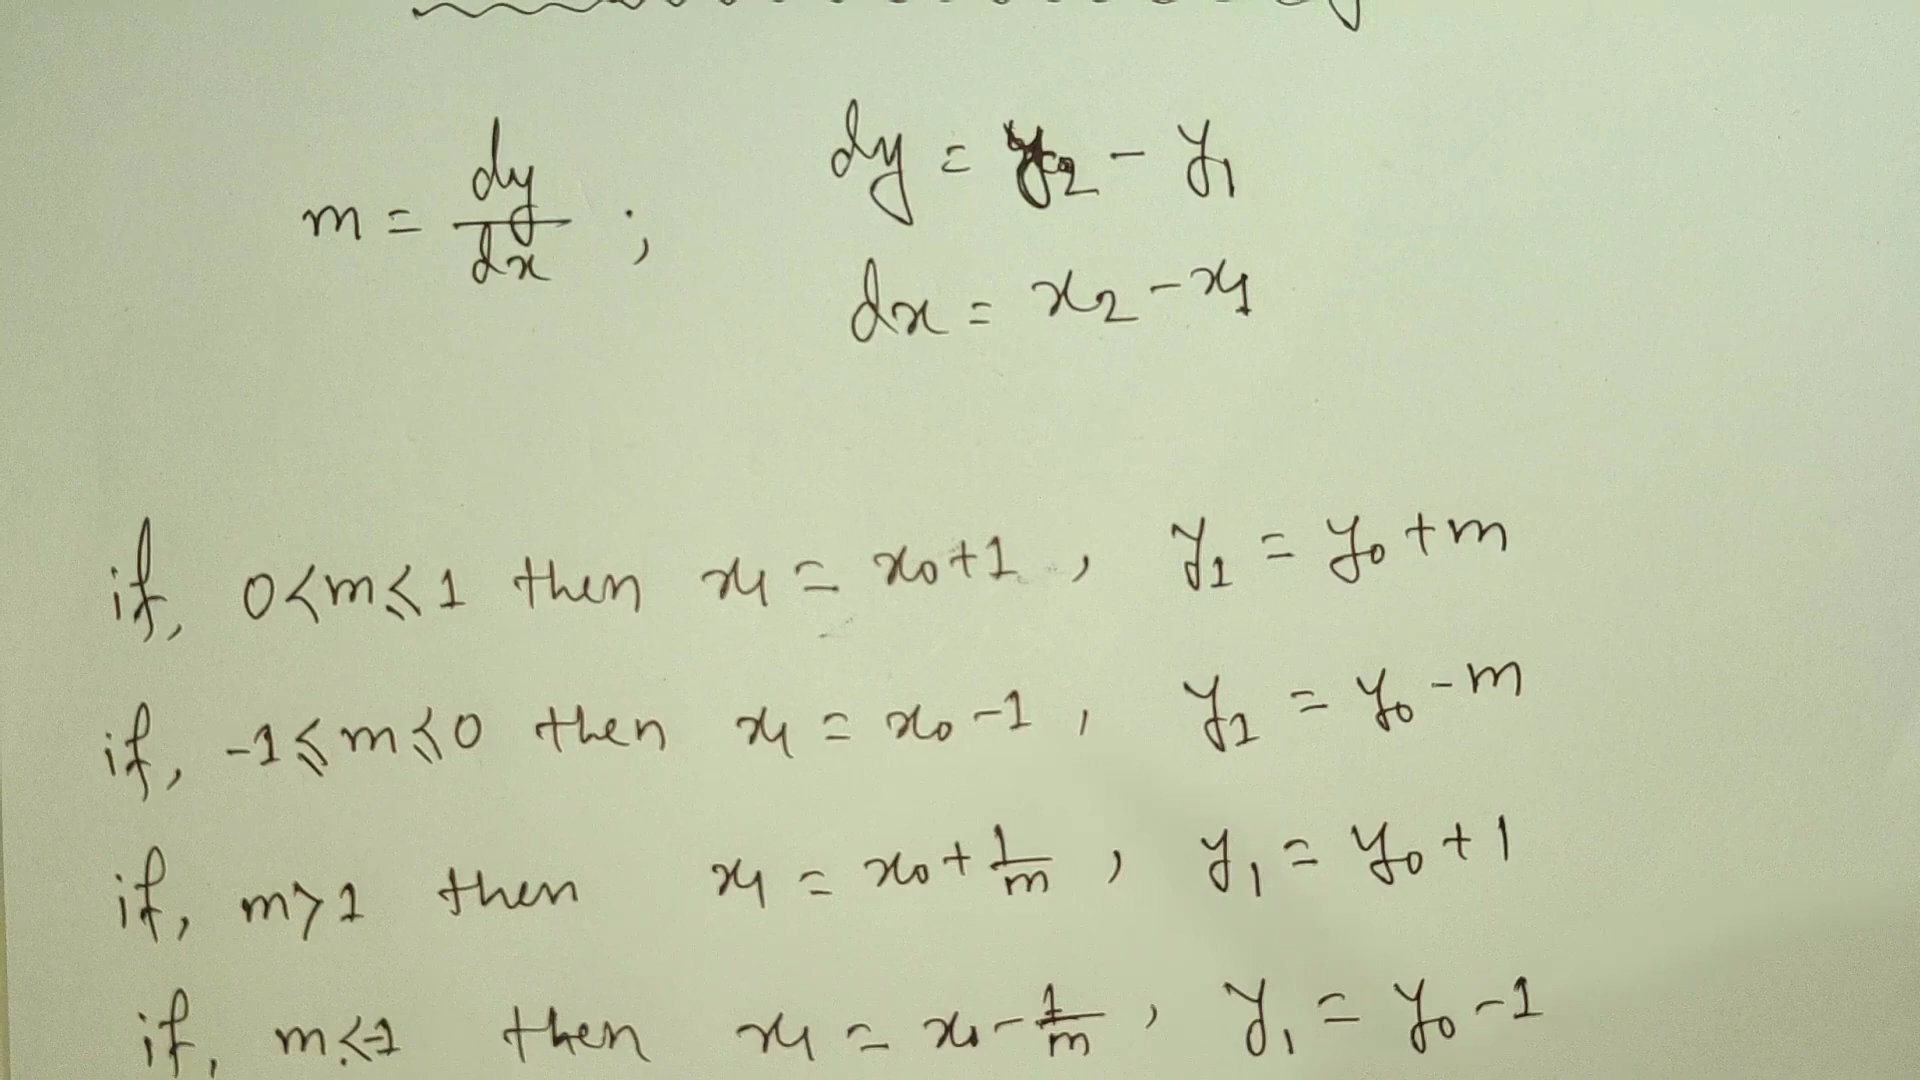 m = dy/dx ; dy = y₂ - y₁
dx = x₂ - x₁
if, 0<m≤1 then x₁ = x₀+1, y₁ = y₀+m
if, -1≤m≤0 then x₁ = x₀-1, y₁ = y₀-m
if, m>1 then x₁ = x₀+1/m, y₁ = y₀+1
if, m<-1 then x₁ = x₀-1/m, y₁ = y₀-1